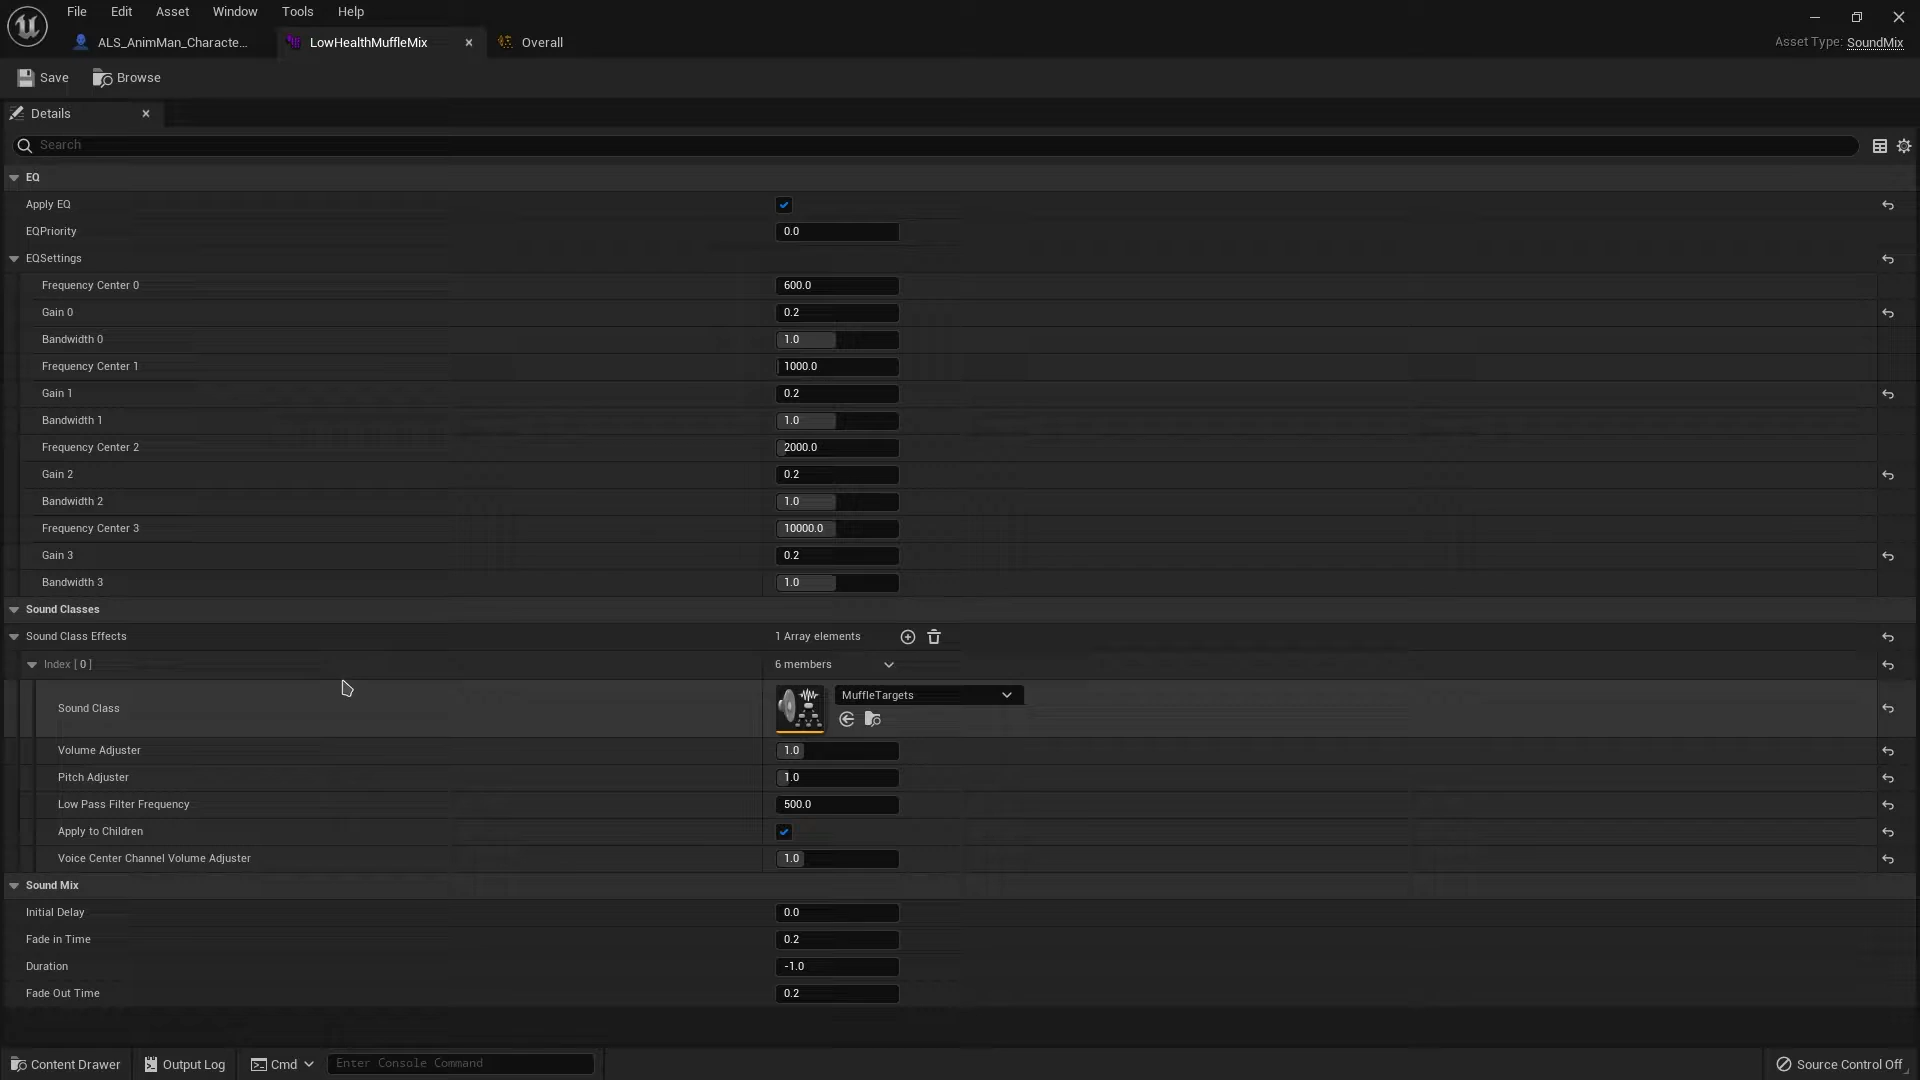 File Edit Asset Window Tools Help
ALS_AnimMan_Characte... LowHealthMuffleMix Overall
Asset Type: SoundMix
Save Browse
Details
Search
EQ
Apply EQ
EQPriority 0.0
EQSettings
Frequency Center 0 600.0
Gain 0 0.2
Bandwidth 0 1.0
Frequency Center 1 1000.0
Gain 1 0.2
Bandwidth 1 1.0
Frequency Center 2 2000.0
Gain 2 0.2
Bandwidth 2 1.0
Frequency Center 3 10000.0
Gain 3 0.2
Bandwidth 3 1.0
Sound Classes
Sound Class Effects 1 Array elements
Index [ 0 ] 6 members
Sound Class MuffleTargets
Volume Adjuster 1.0
Pitch Adjuster 1.0
Low Pass Filter Frequency 500.0
Apply to Children
Voice Center Channel Volume Adjuster 1.0
Sound Mix
Initial Delay 0.0
Fade in Time 0.2
Duration -1.0
Fade Out Time 0.2
Content Drawer Output Log Cmd Enter Console Command Source Control Off